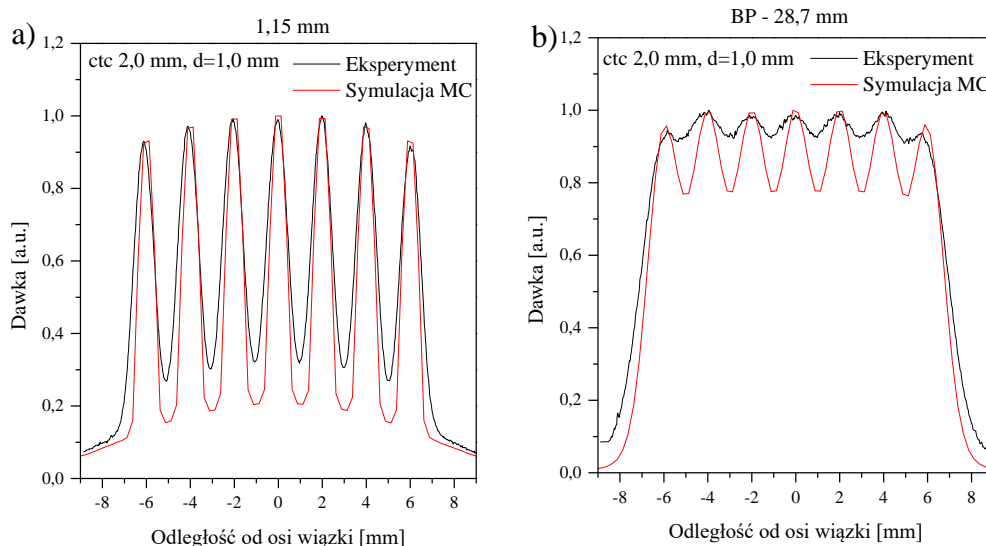 a)
1,15 mm
ctc 2,0 mm, d=1,0 mm
Eksperyment
Symulacja MC
Dawka [a.u.]
1,2
1,0
0,8
0,6
0,4
0,2
0,0
-8 -6 -4 -2 0 2 4 6 8
Odległość od osi wiązki [mm]
b)
BP - 28,7 mm
ctc 2,0 mm, d=1,0 mm
Eksperyment
Symulacja MC
Dawka [a.u.]
1,2
1,0
0,8
0,6
0,4
0,2
0,0
-8 -6 -4 -2 0 2 4 6 8
Odległość od osi wiązki [mm]